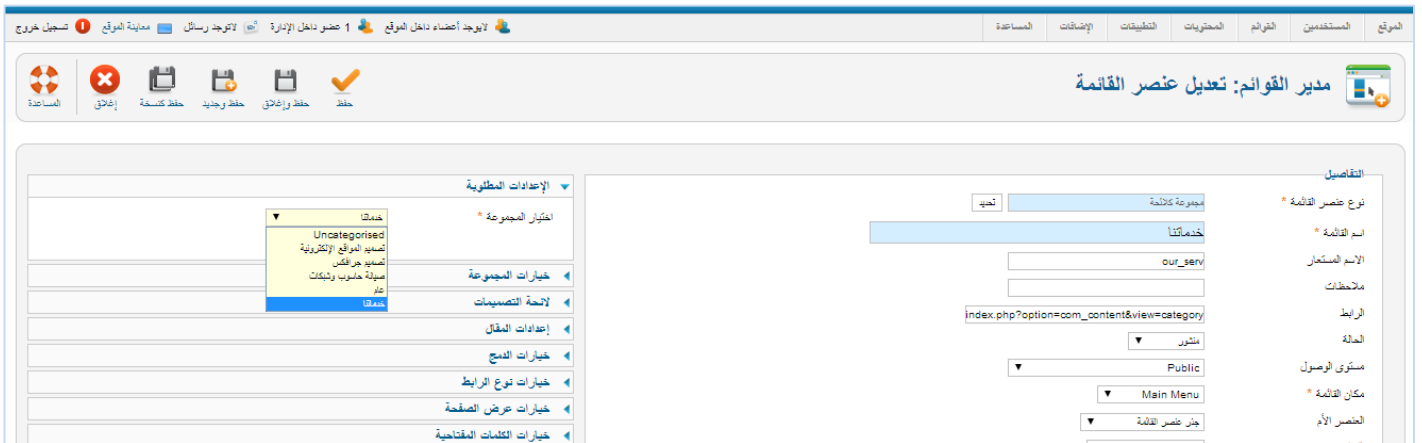 الموقع المستخدمين القوائم المحتويات التطبيقات الإضافات المساعدة
لايوجد أعضاء داخل الموقع 1 عضو داخل الإدارة لاتوجد رسائل معاينة الموقع تسجيل خروج
مدير القوائم: تعديل عنصر القائمة
حفظ حفظ وإغلاق حفظ وجديد حفظ كنسخة إغلاق المساعدة
التفاصيل
نوع عنصر القائمة * مجموعة كلائحة تحديد
اسم القائمة * خدماتنا
الاسم المستعار our_serv
ملاحظات
الرابط index.php?option=com_content&view=category
الحالة منشور
مستوى الوصول Public
مكان القائمة * Main Menu
العنصر الأم جذر عنصر القائمة
الإعدادات المطلوبة
اختيار المجموعة * خدماتنا
Uncategorised
تصميم المواقع الإلكترونية
تصميم جرافكس
صيانة حاسوب وشبكات
عام
خدماتنا
خيارات المجموعة
لائحة التصميمات
إعدادات المقال
خيارات الدمج
خيارات نوع الرابط
خيارات عرض الصفحة
خيارات الكلمات المفتاحية